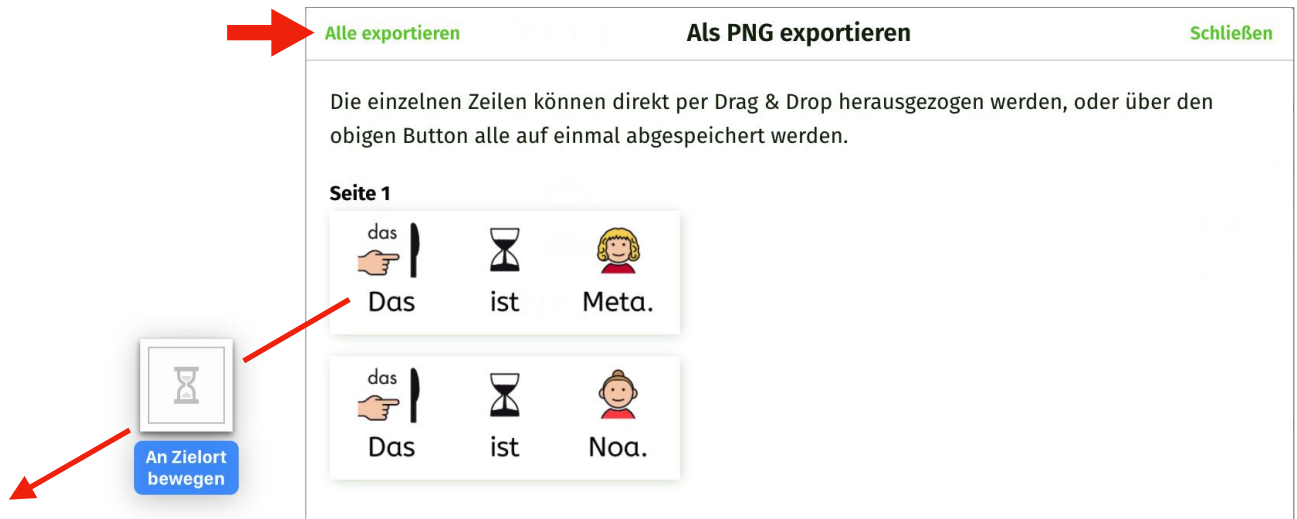 Alle exportieren
Als PNG exportieren
Schließen
Die einzelnen Zeilen können direkt per Drag & Drop herausgezogen werden, oder über den
obigen Button alle auf einmal abgespeichert werden.
Seite 1
das
Das ist Meta.
das
Das ist Noa.
An Zielort
bewegen